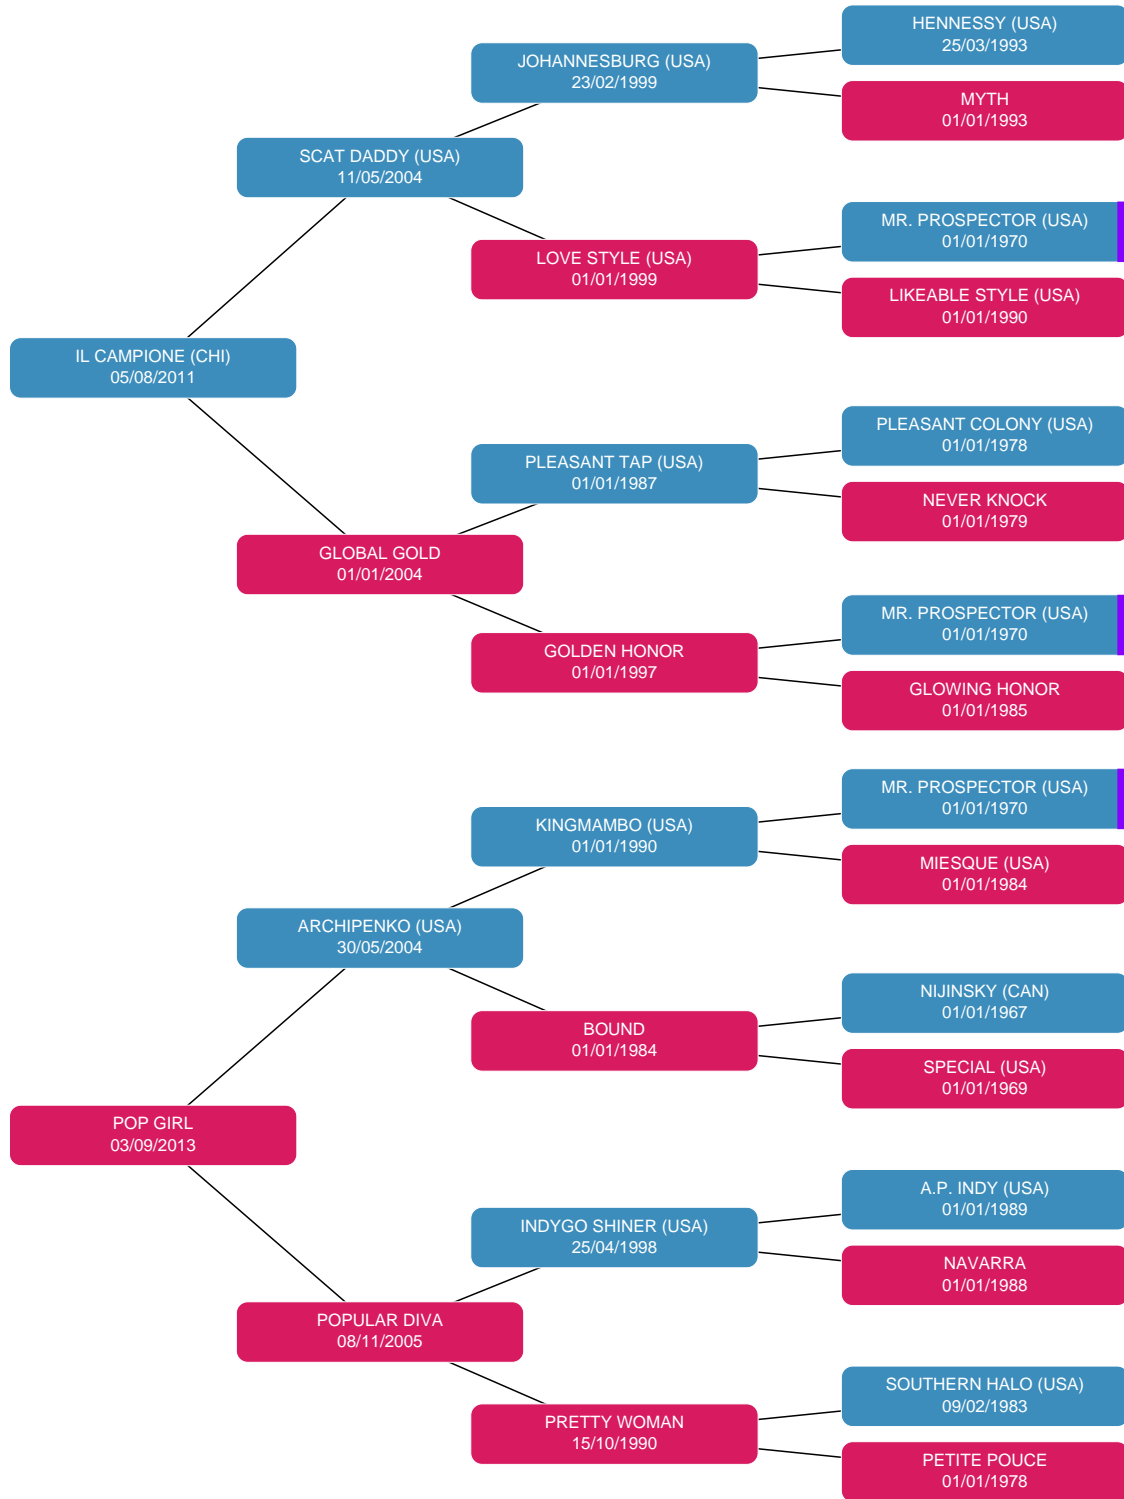 HENNESSY (USA)
25/03/1993
JOHANNESBURG (USA)
23/02/1999
MYTH
01/01/1993
SCAT DADDY (USA)
11/05/2004
MR. PROSPECTOR (USA)
01/01/1970
LOVE STYLE (USA)
01/01/1999
LIKEABLE STYLE (USA)
01/01/1990
IL CAMPIONE (CHI)
05/08/2011
PLEASANT COLONY (USA)
01/01/1978
PLEASANT TAP (USA)
01/01/1987
NEVER KNOCK
01/01/1979
GLOBAL GOLD
01/01/2004
MR. PROSPECTOR (USA)
01/01/1970
GOLDEN HONOR
01/01/1997
GLOWING HONOR
01/01/1985
MR. PROSPECTOR (USA)
01/01/1970
KINGMAMBO (USA)
01/01/1990
MIESQUE (USA)
01/01/1984
ARCHIPENKO (USA)
30/05/2004
NIJINSKY (CAN)
01/01/1967
BOUND
01/01/1984
SPECIAL (USA)
01/01/1969
POP GIRL
03/09/2013
A.P. INDY (USA)
01/01/1989
INDYGO SHINER (USA)
25/04/1998
NAVARRA
01/01/1988
POPULAR DIVA
08/11/2005
SOUTHERN HALO (USA)
09/02/1983
PRETTY WOMAN
15/10/1990
PETITE POUCE
01/01/1978